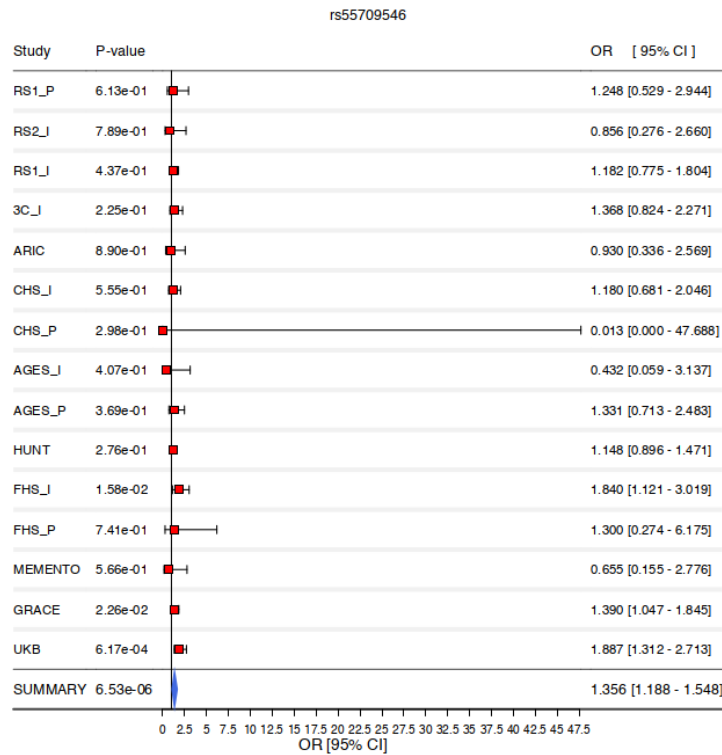 rs55709546
Study P-value OR [ 95% CI ]
RS1_P 6.13e-01 1.248 [0.529 - 2.944]
RS2_I 7.89e-01 0.856 [0.276 - 2.660]
RS1_I 4.37e-01 1.182 [0.775 - 1.804]
3C_I 2.25e-01 1.368 [0.824 - 2.271]
ARIC 8.90e-01 0.930 [0.336 - 2.569]
CHS_I 5.55e-01 1.180 [0.681 - 2.046]
CHS_P 2.98e-01 0.013 [0.000 - 47.688]
AGES_I 4.07e-01 0.432 [0.059 - 3.137]
AGES_P 3.69e-01 1.331 [0.713 - 2.483]
HUNT 2.76e-01 1.148 [0.896 - 1.471]
FHS_I 1.58e-02 1.840 [1.121 - 3.019]
FHS_P 7.41e-01 1.300 [0.274 - 6.175]
MEMENTO 5.66e-01 0.655 [0.155 - 2.776]
GRACE 2.26e-02 1.390 [1.047 - 1.845]
UKB 6.17e-04 1.887 [1.312 - 2.713]
SUMMARY 6.53e-06 1.356 [1.188 - 1.548]
0 2.5 5 7.5 10 12.5 15 17.5 20 22.5 25 27.5 30 32.5 35 37.5 40 42.5 45 47.5
OR [95% CI]